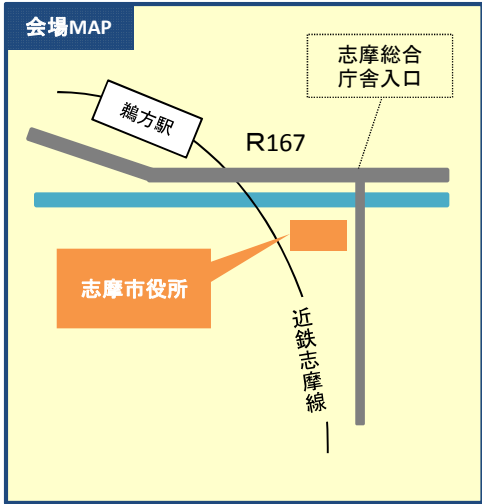 会場MAP
志摩総合
庁舎入口
鵜方駅
R167
志摩市役所
近鉄志摩線